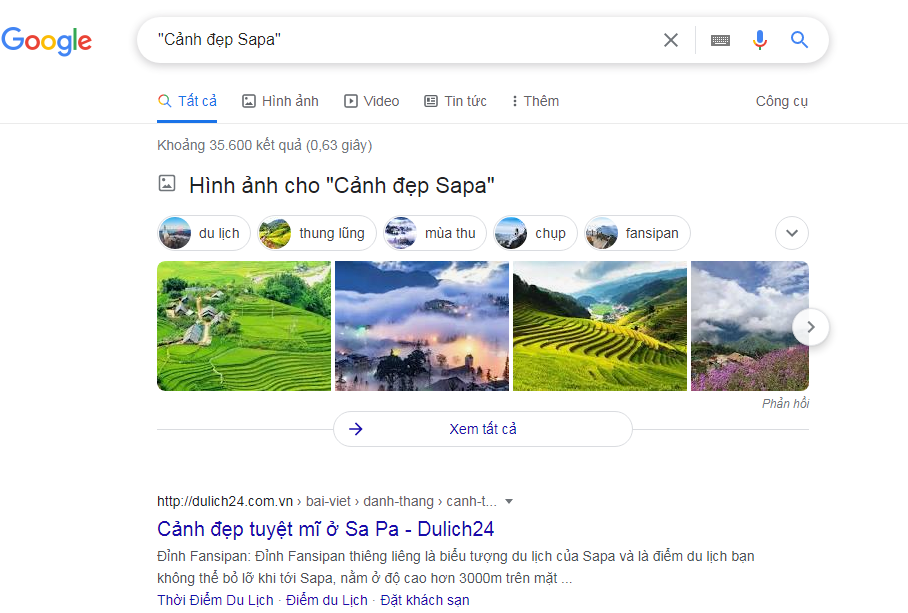 Google
"Cảnh đẹp Sapa"
Tất cả Hình ảnh Video Tin tức Thêm Công cụ
Khoảng 35.600 kết quả (0,63 giây)
Hình ảnh cho "Cảnh đẹp Sapa"
du lịch thung lũng mùa thu chụp fansipan
Phản hồi
Xem tất cả
http://dulich24.com.vn › bai-viet › danh-thang › canh-t...
Cảnh đẹp tuyệt mĩ ở Sa Pa - Dulich24
Đỉnh Fansipan: Đỉnh Fansipan thiêng liêng là biểu tượng du lịch của Sapa và là điểm du lịch bạn
không thể bỏ lỡ khi tới Sapa, nằm ở độ cao hơn 3000m trên mặt ...
Thời Điểm Du Lịch · Điểm du Lịch · Đặt khách sạn